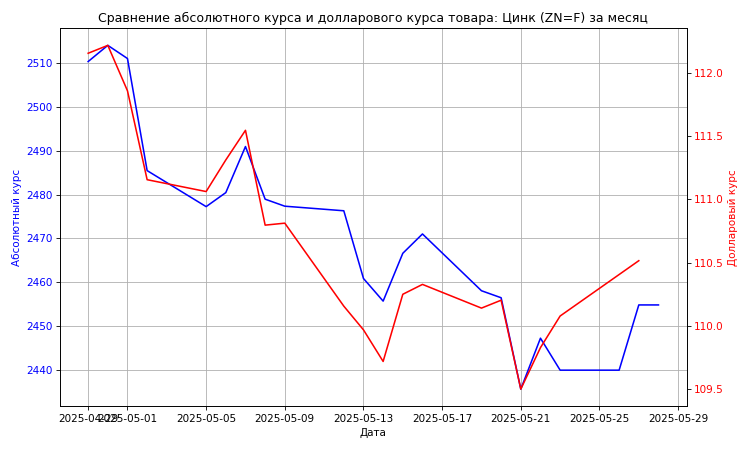 Сравнение абсолютного курса и долларового курса товара: Цинк (ZN=F) за месяц
Абсолютный курс
2510
2500
2490
2480
2470
2460
2450
2440
112.0
111.5
111.0
110.5
110.0
109.5
Долларовый курс
2025-04-29 2025-05-01 2025-05-05 2025-05-09 2025-05-13 2025-05-17 2025-05-21 2025-05-25 2025-05-29
Дата